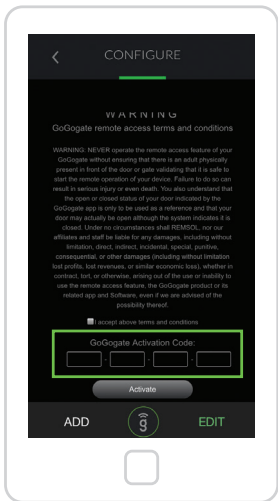 CONFIGURE
WARNING
GoGogate remote access terms and conditions
WARNING: NEVER operate the remote access feature of your
GoGogate without ensuring that there is an adult physically
present in front of the door or gate validating that it is safe to
start the remote operation of your device. Failure to do so can
result in serious injury or even death. You also understand that
the open or closed status of your door indicated by the
GoGogate app is only to be used as a reference and that your
door may actually be open although the system indicates it is
closed. Under no circumstances shall REMSOL, nor our
affiliates and staff be liable for any damages, including without
limitation, direct, indirect, incidental, special, punitive,
consequential, or other damages (including without limitation
lost profits, lost revenues, or similar economic loss), whether in
contract, tort, or otherwise, arising out of the use or inability to
use the remote access feature, the GoGogate product or its
related app and Software, even if we are advised of the
possibility thereof.
I accept above terms and conditions
GoGogate Activation Code:
- - -
Activate
ADD g EDIT